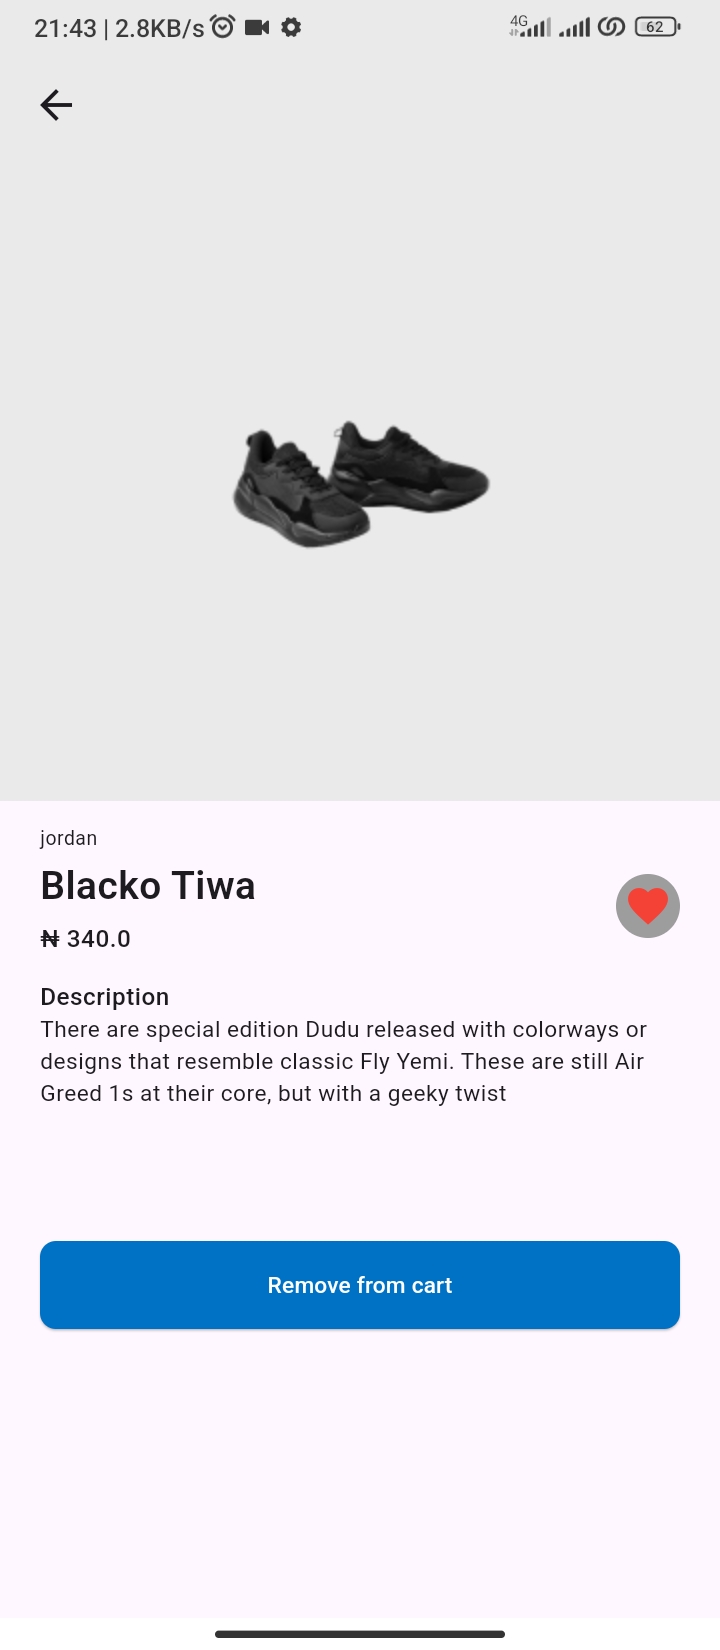 21:43 | 2.8KB/s 4G 62
jordan
Blacko Tiwa
₦ 340.0
Description
There are special edition Dudu released with colorways or
designs that resemble classic Fly Yemi. These are still Air
Greed 1s at their core, but with a geeky twist
Remove from cart